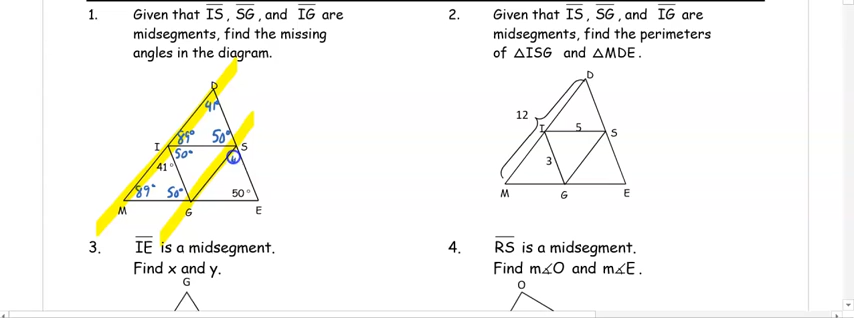 1. Given that IS, SG, and IG are
midsegments, find the missing
angles in the diagram.
D
41°
89° 50°
I S
50°
41°
89° 50° 50°
M G E
2. Given that IS, SG, and IG are
midsegments, find the perimeters
of △ISG and △MDE.
D
12
I 5 S
3
M G E
3. IE is a midsegment.
Find x and y.
G
4. RS is a midsegment.
Find m∡O and m∡E.
O